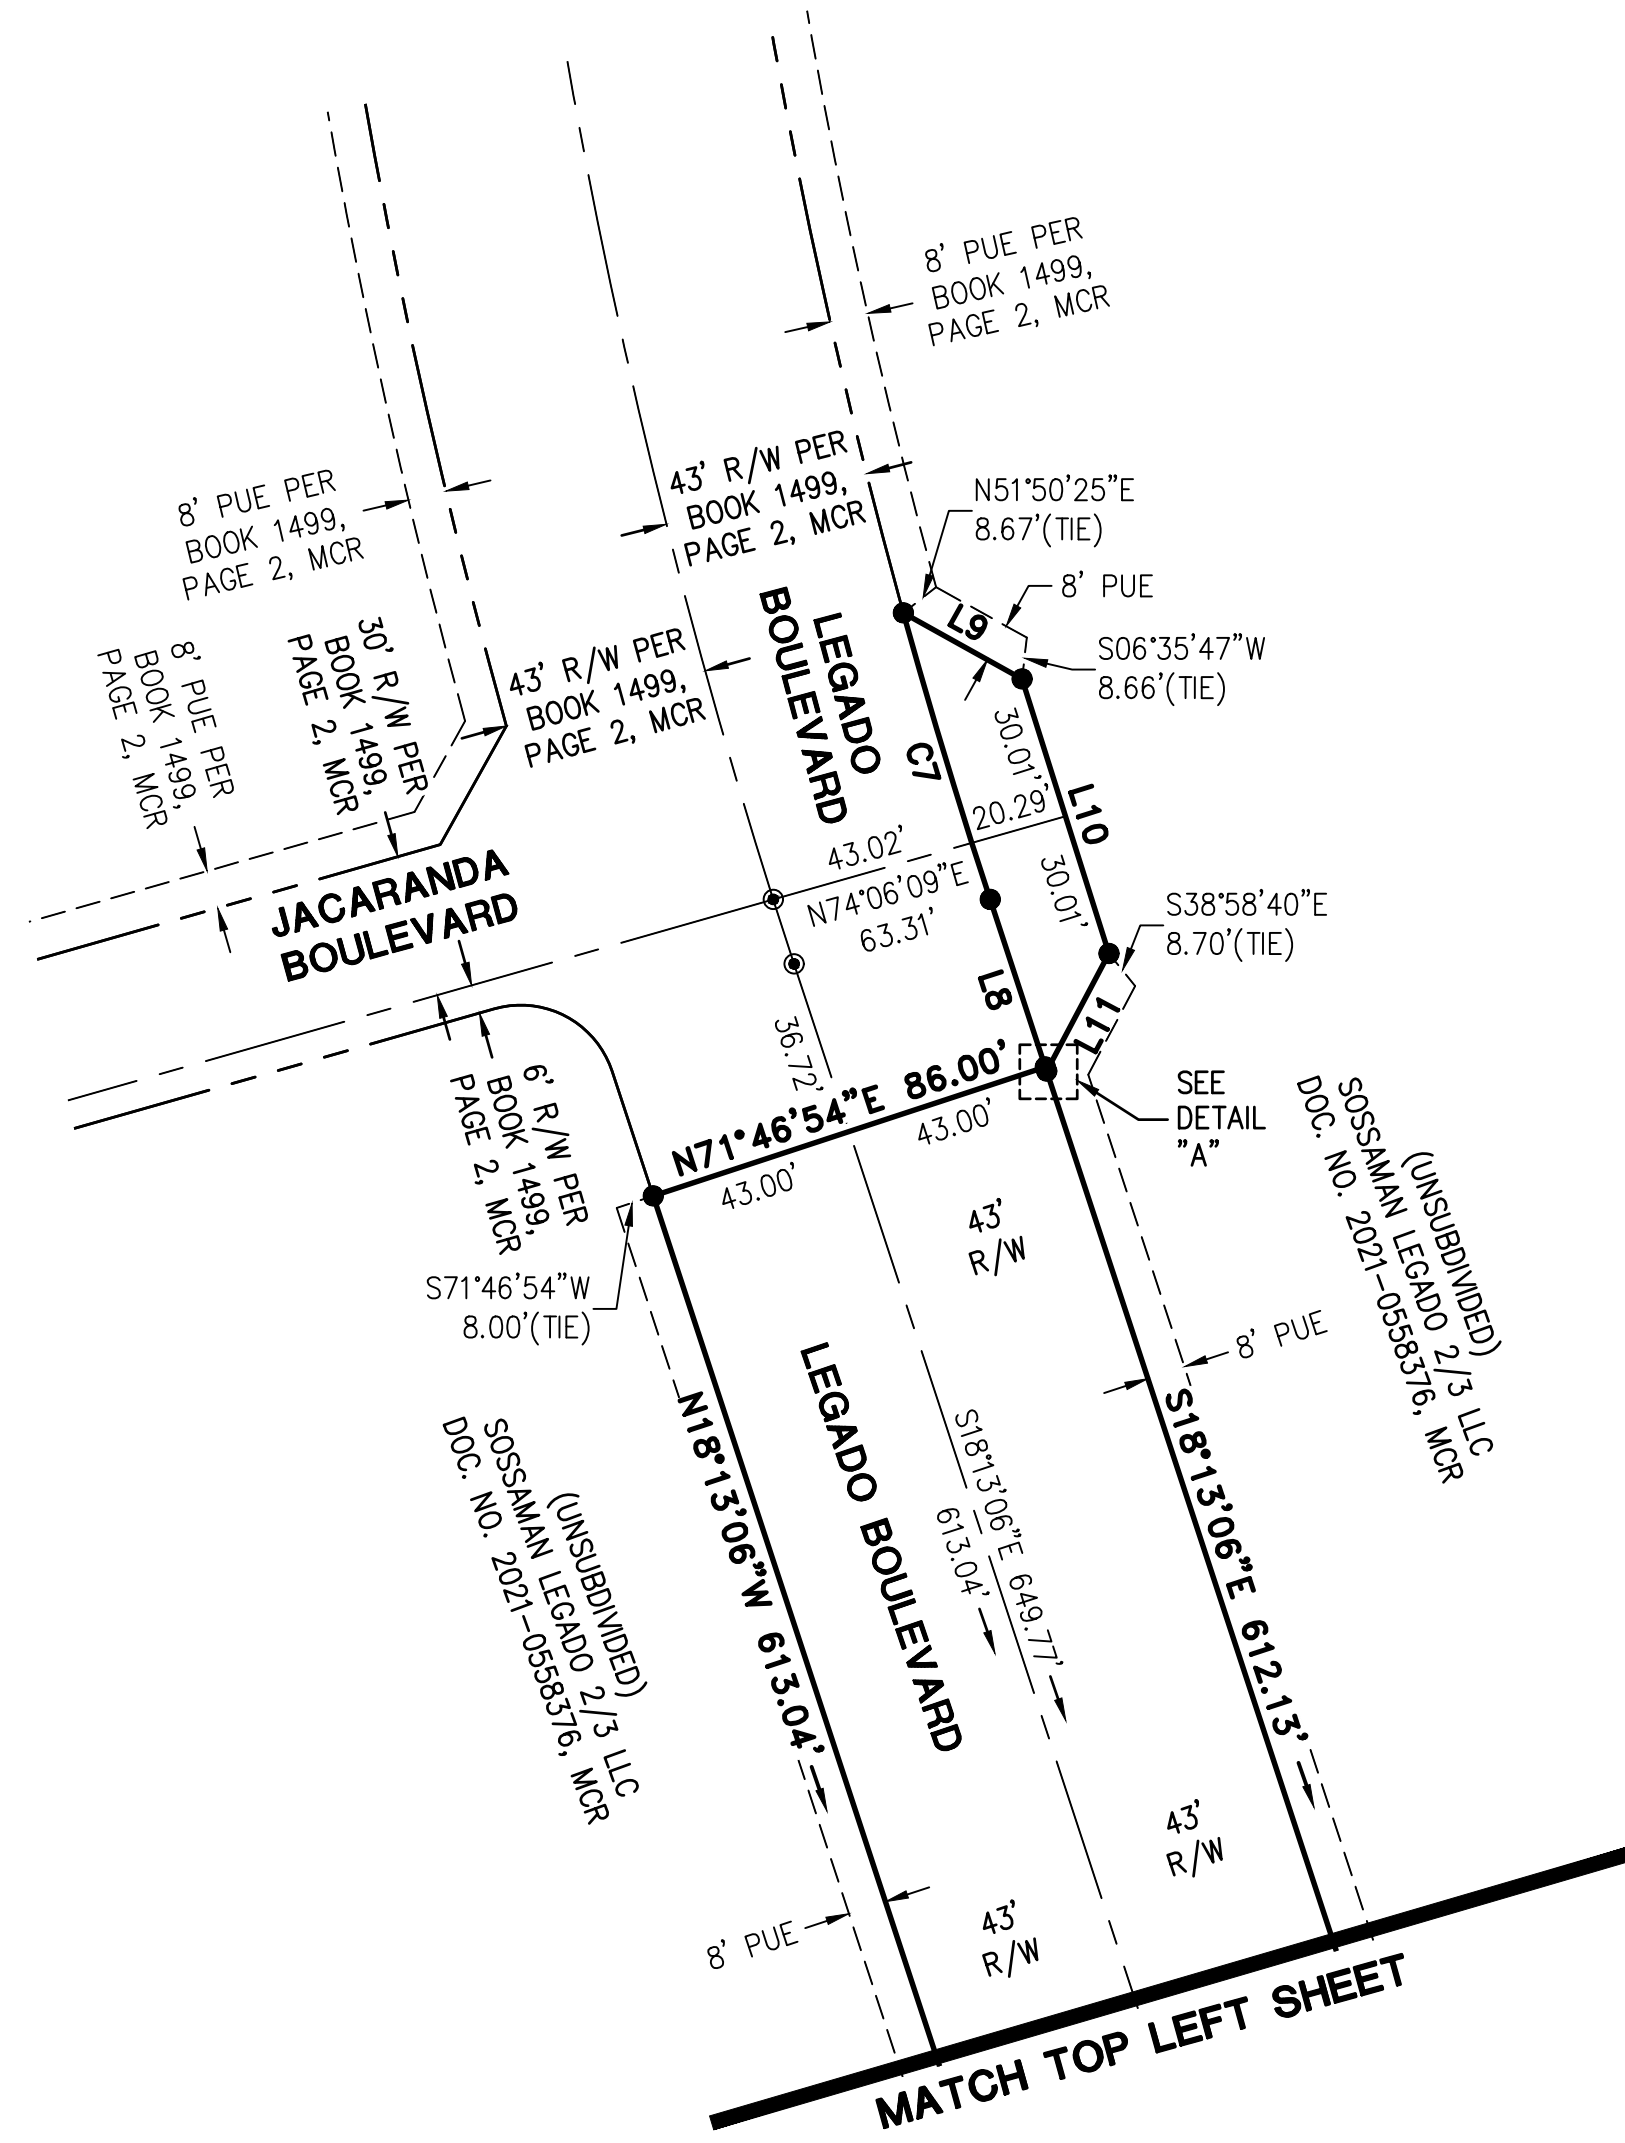 8' PUE PER
BOOK 1499,
PAGE 2, MCR
43' R/W PER
BOOK 1499,
PAGE 2, MCR
8' PUE PER
BOOK 1499,
PAGE 2, MCR
N51°50'25"E
8.67'(TIE)
8' PUE
L9
S06°35'47"W
8.66'(TIE)
LEGADO
BOULEVARD
30' R/W PER
BOOK 1499,
PAGE 2, MCR
8' PUE PER
BOOK 1499,
PAGE 2, MCR
43' R/W PER
BOOK 1499,
PAGE 2, MCR
C7
30.01'
L10
20.29'
43.02'
N74°06'09"E
63.31'
30.01'
JACARANDA
BOULEVARD
S38°58'40"E
8.70'(TIE)
L8
L11
36.72'
N71°46'54"E 86.00'
43.00'
43.00'
SEE
DETAIL
"A"
6' R/W PER
BOOK 1499,
PAGE 2, MCR
(UNSUBDIVIDED)
SOSSAMAN LEGADO 2/3 LLC
DOC. NO. 2021-0558376, MCR
43'
R/W
S71°46'54"W
8.00'(TIE)
8' PUE
LEGADO BOULEVARD
N18°13'06"W 613.04'
S18°13'06"E 649.77'
613.04'
S18°13'06"E 612.13'
(UNSUBDIVIDED)
SOSSAMAN LEGADO 2/3 LLC
DOC. NO. 2021-0558376, MCR
43'
R/W
43'
R/W
8' PUE
MATCH TOP LEFT SHEET